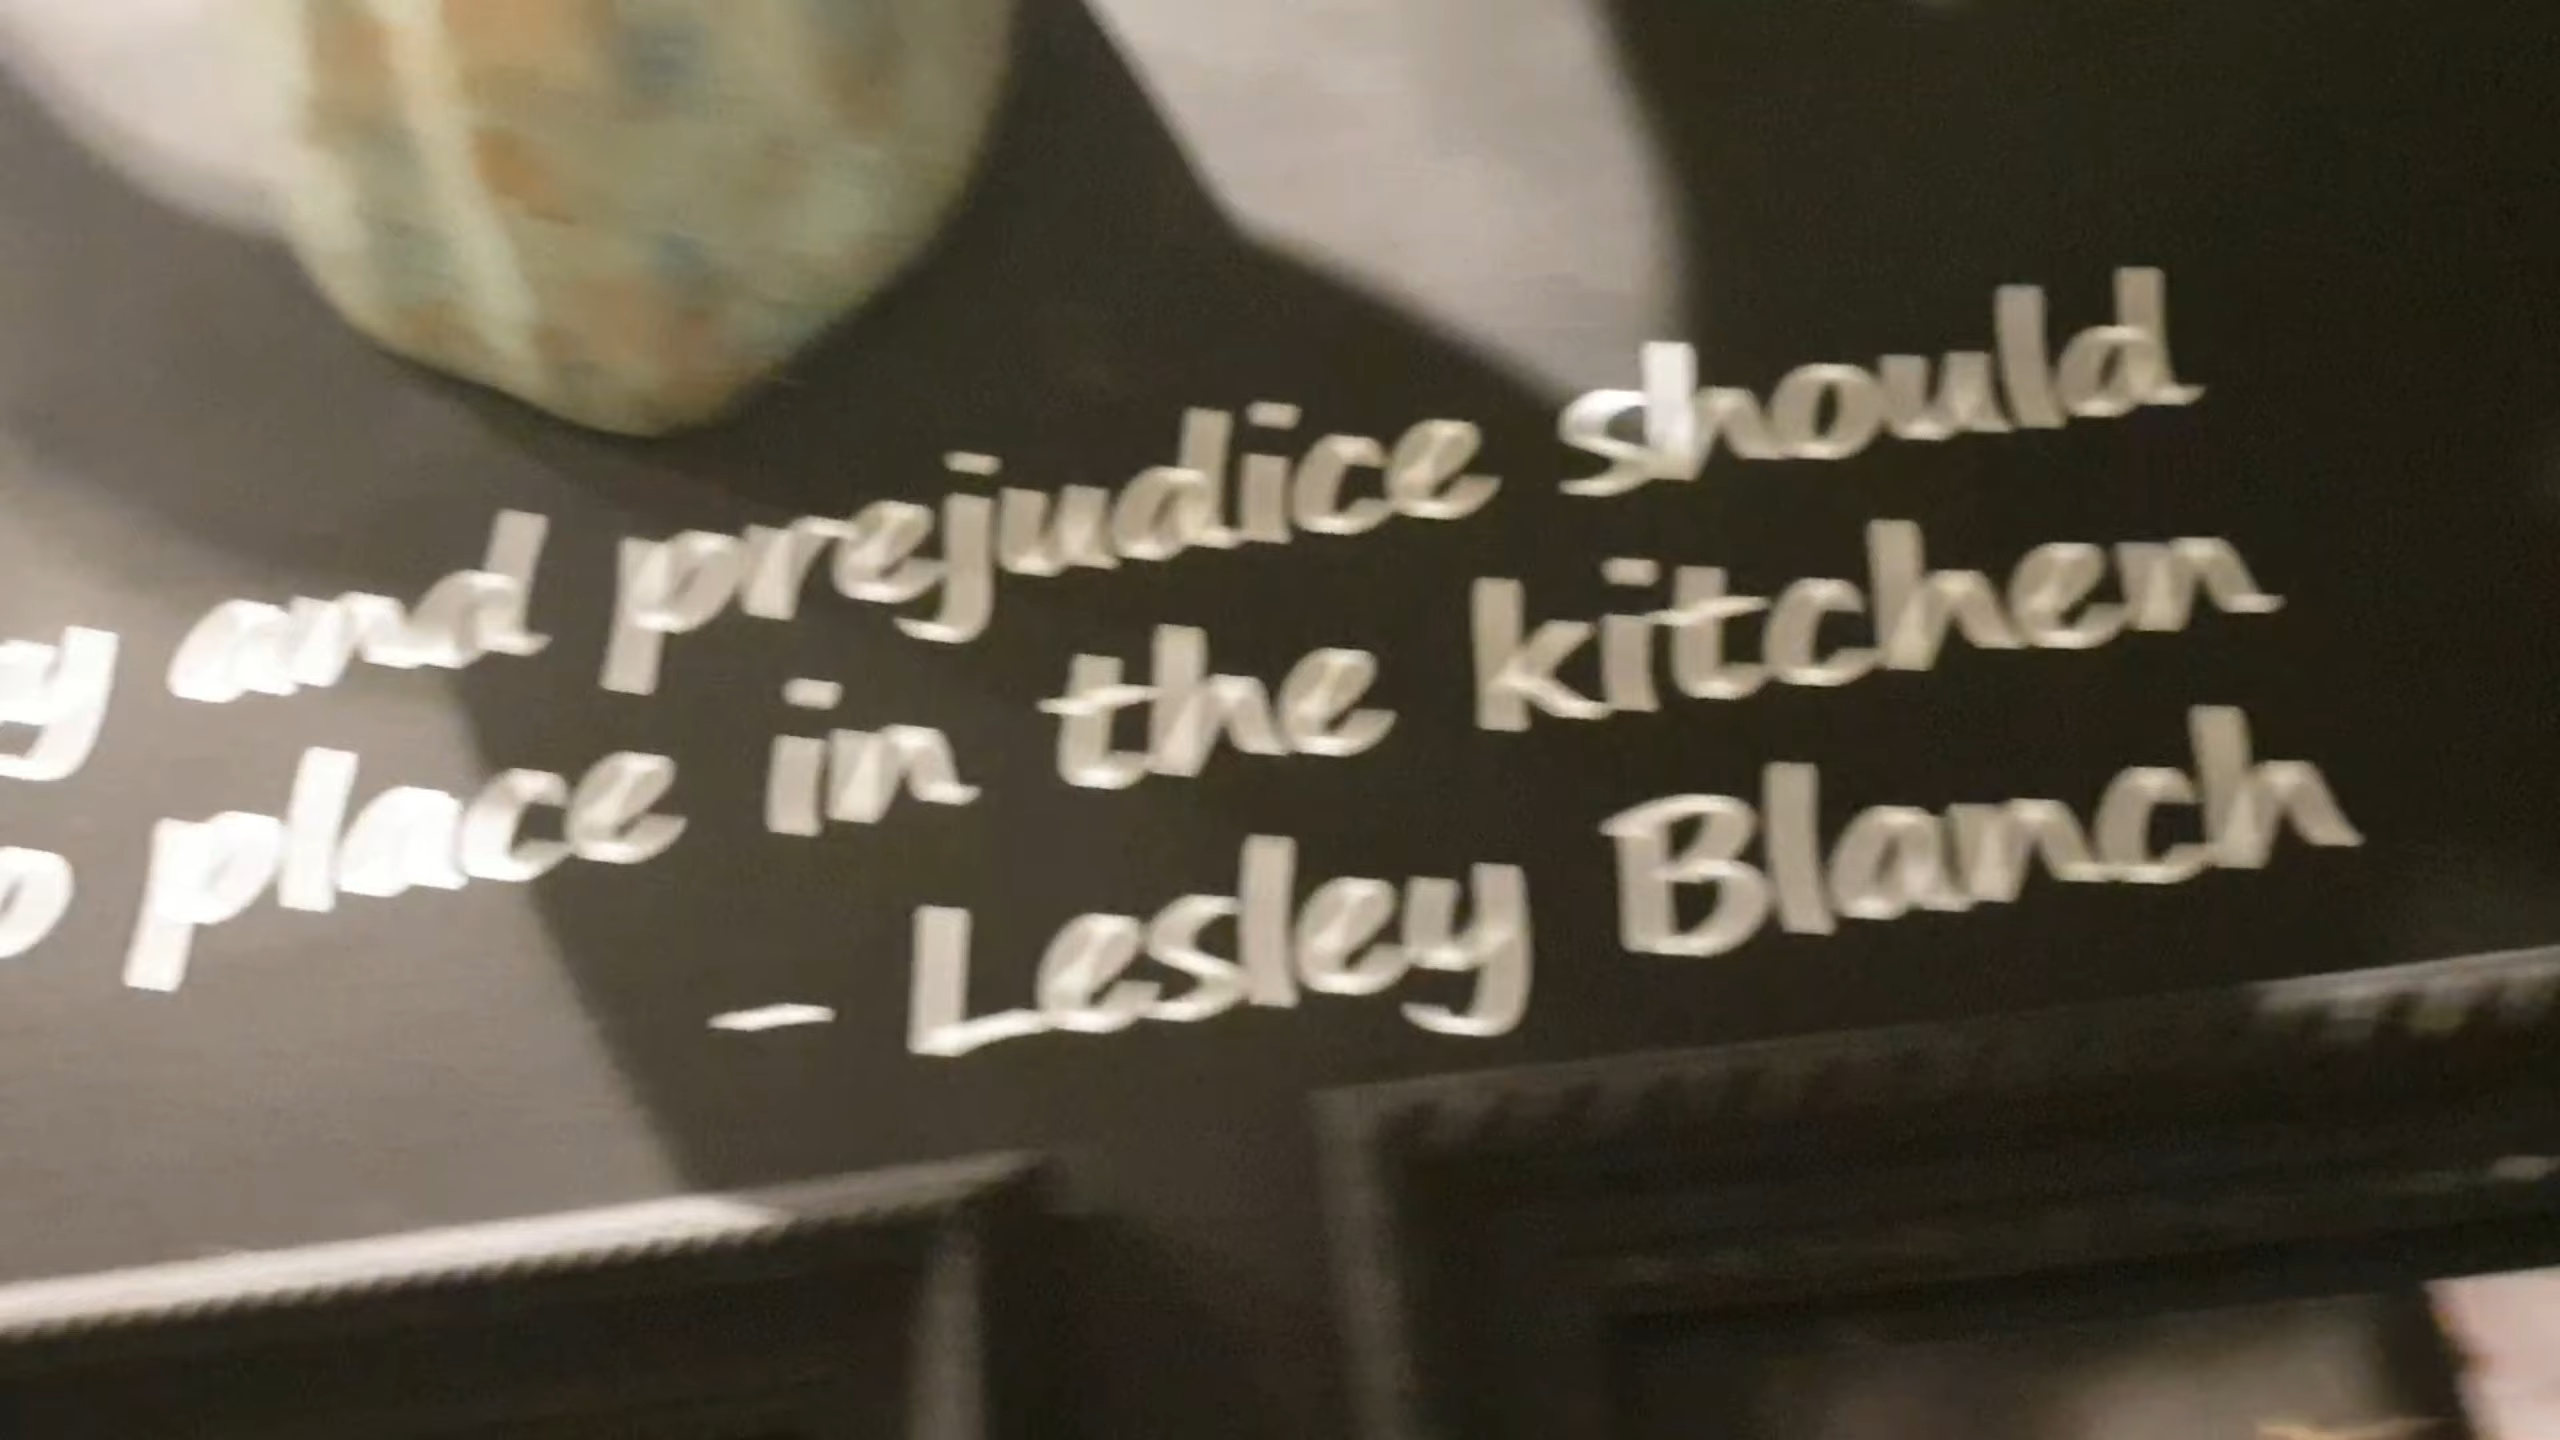 and prejudice should
place in the kitchen
- Lesley Blanch